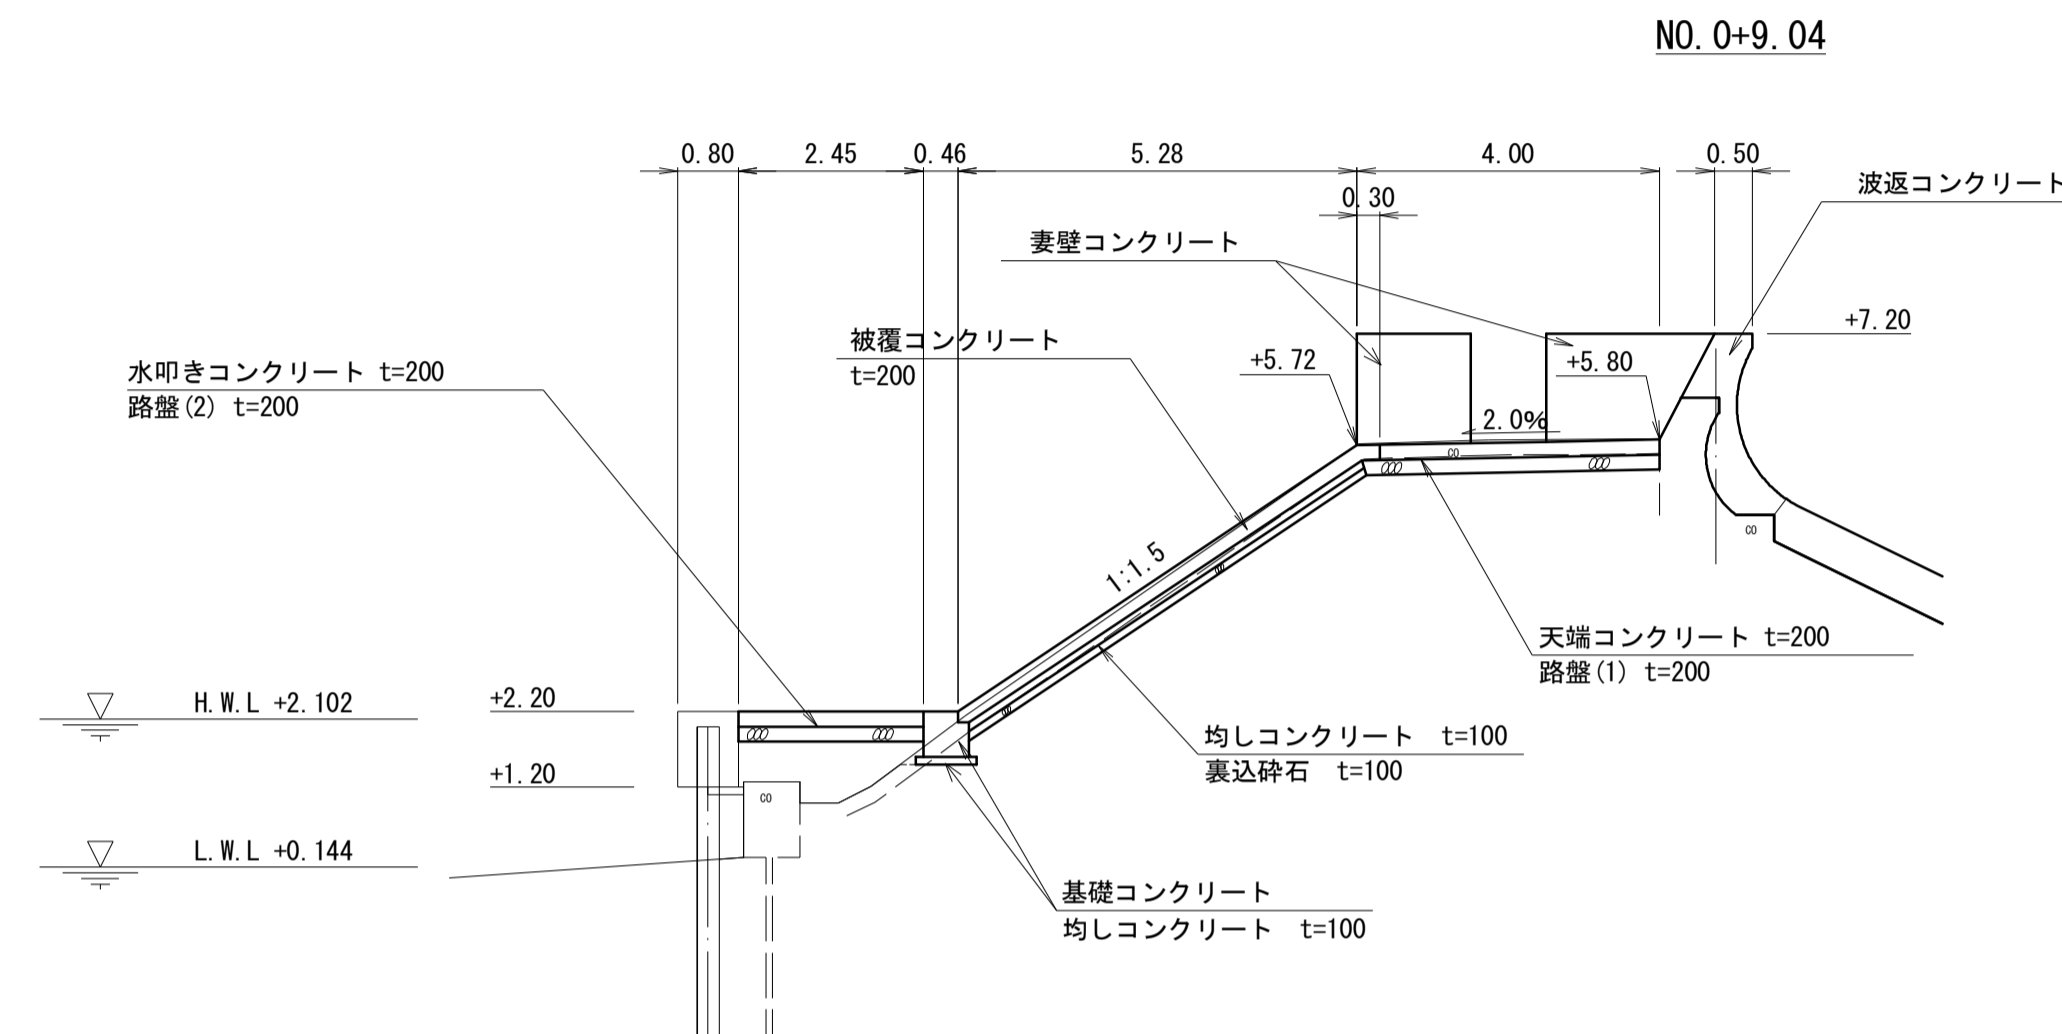 NO.0+9.04
0.80
2.45
0.46
5.28
4.00
0.50
0.30
波返コンクリート
妻壁コンクリート
+7.20
被覆コンクリート
t=200
+5.72
+5.80
水叩きコンクリート t=200
路盤(2) t=200
2.0%
CO
CO
1:1.5
天端コンクリート t=200
路盤(1) t=200
H.W.L +2.102
+2.20
均しコンクリート t=100
裏込砕石 t=100
+1.20
CO
L.W.L +0.144
基礎コンクリート
均しコンクリート t=100